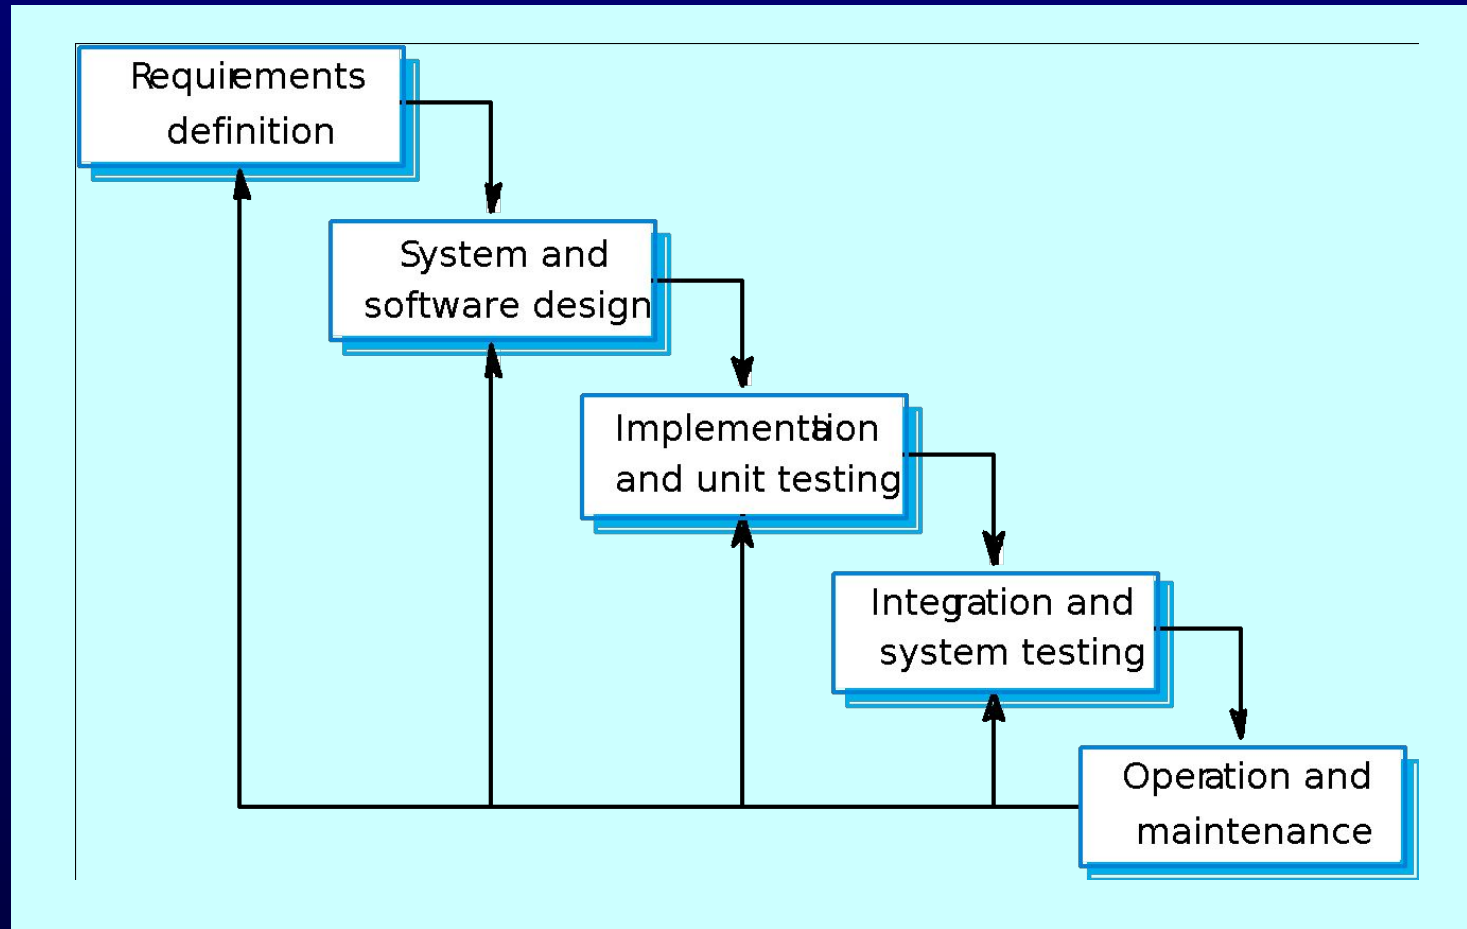 Requirements
definition
System and
software design
Implementation
and unit testing
Integration and
system testing
Operation and
maintenance